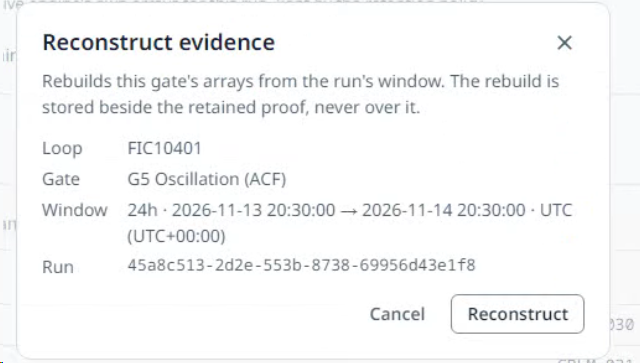 Reconstruct evidence
Rebuilds this gate's arrays from the run's window. The rebuild is
stored beside the retained proof, never over it.
Loop FIC10401
Gate G5 Oscillation (ACF)
Window 24h · 2026-11-13 20:30:00 → 2026-11-14 20:30:00 · UTC
(UTC+00:00)
Run 45a8c513-2d2e-553b-8738-69956d43e1f8
Cancel Reconstruct